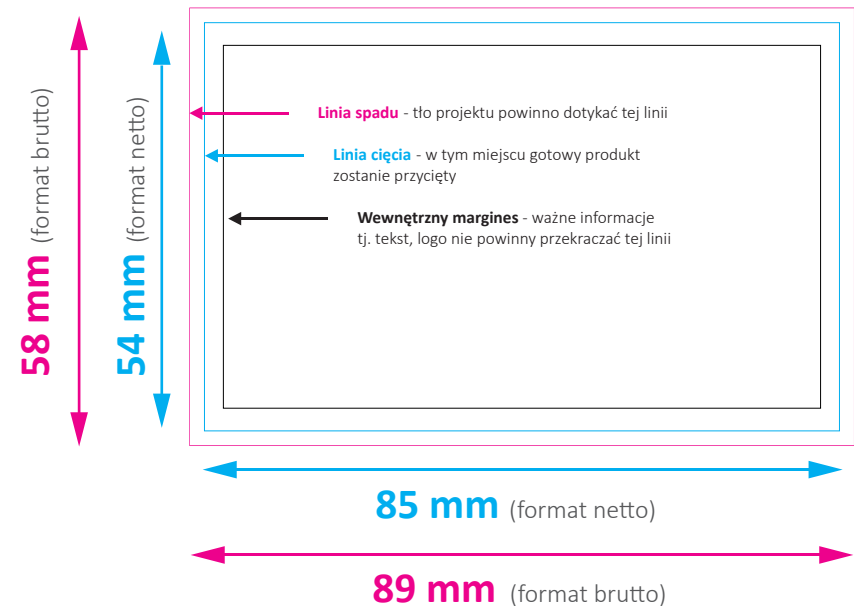 58 mm (format brutto)
54 mm (format netto)
Linia spadu - tło projektu powinno dotykać tej linii
Linia cięcia - w tym miejscu gotowy produkt
zostanie przycięty
Wewnętrzny margines - ważne informacje
tj. tekst, logo nie powinny przekraczać tej linii
85 mm (format netto)
89 mm (format brutto)